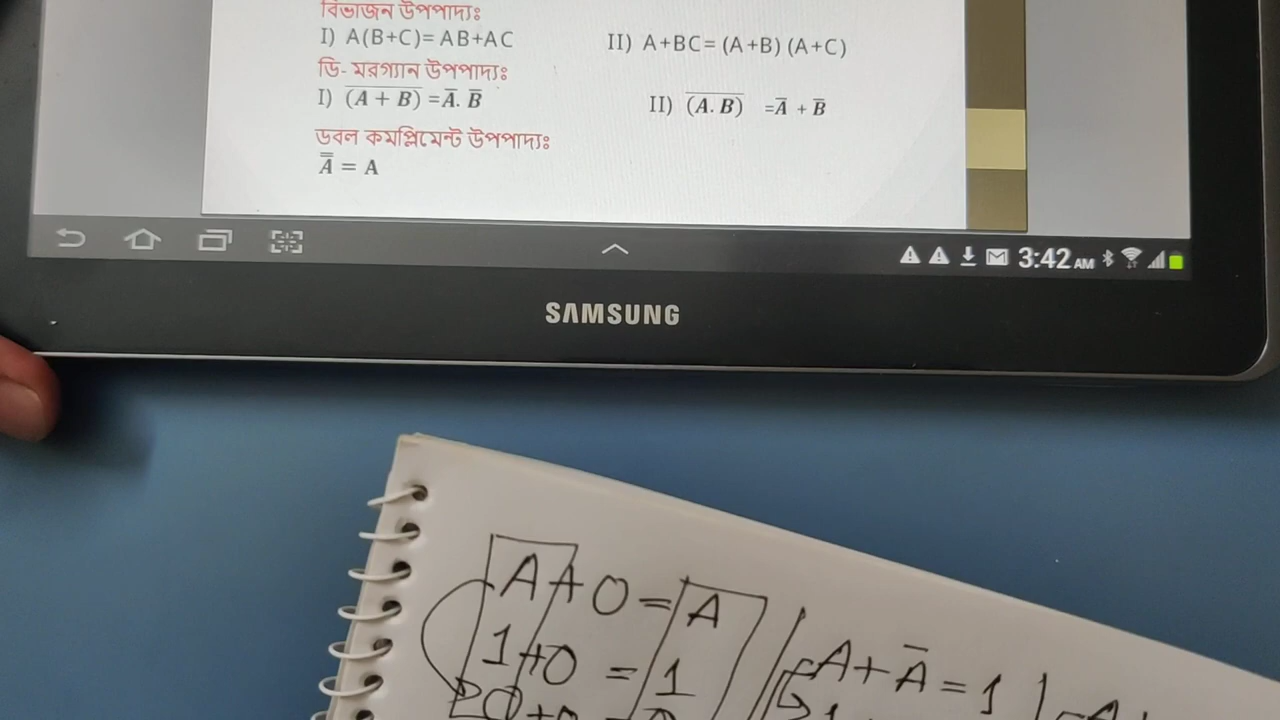 বিভাজন উপপাদ্যঃ
I) A(B+C)= AB+AC II) A+BC= (A+B) (A+C)
ডি- মরগ্যান উপপাদ্যঃ
I) (A̅ ̅+̅ ̅B̅) =A̅. B̅ II) (A̅.̅ ̅B̅) =A̅ + B̅
ডবল কমপ্লিমেন্ট উপপাদ্যঃ
A̿ = A
3:42 AM
SAMSUNG
A+0=A
1+0 = 1
A+A̅=1